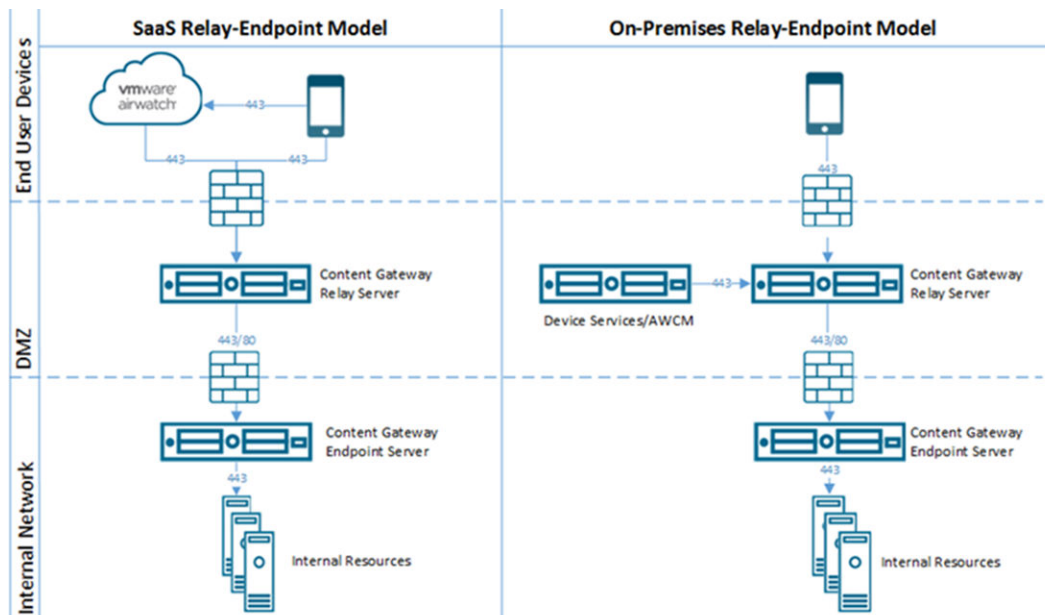 SaaS Relay-Endpoint Model
On-Premises Relay-Endpoint Model
End User Devices
vmware
airwatch
443
443
443
443
Content Gateway
Relay Server
443
Device Services/AWCM
Content Gateway
Relay Server
DMZ
443/80
443/80
Content Gateway
Endpoint Server
Content Gateway
Endpoint Server
Internal Network
443
443
Internal Resources
Internal Resources